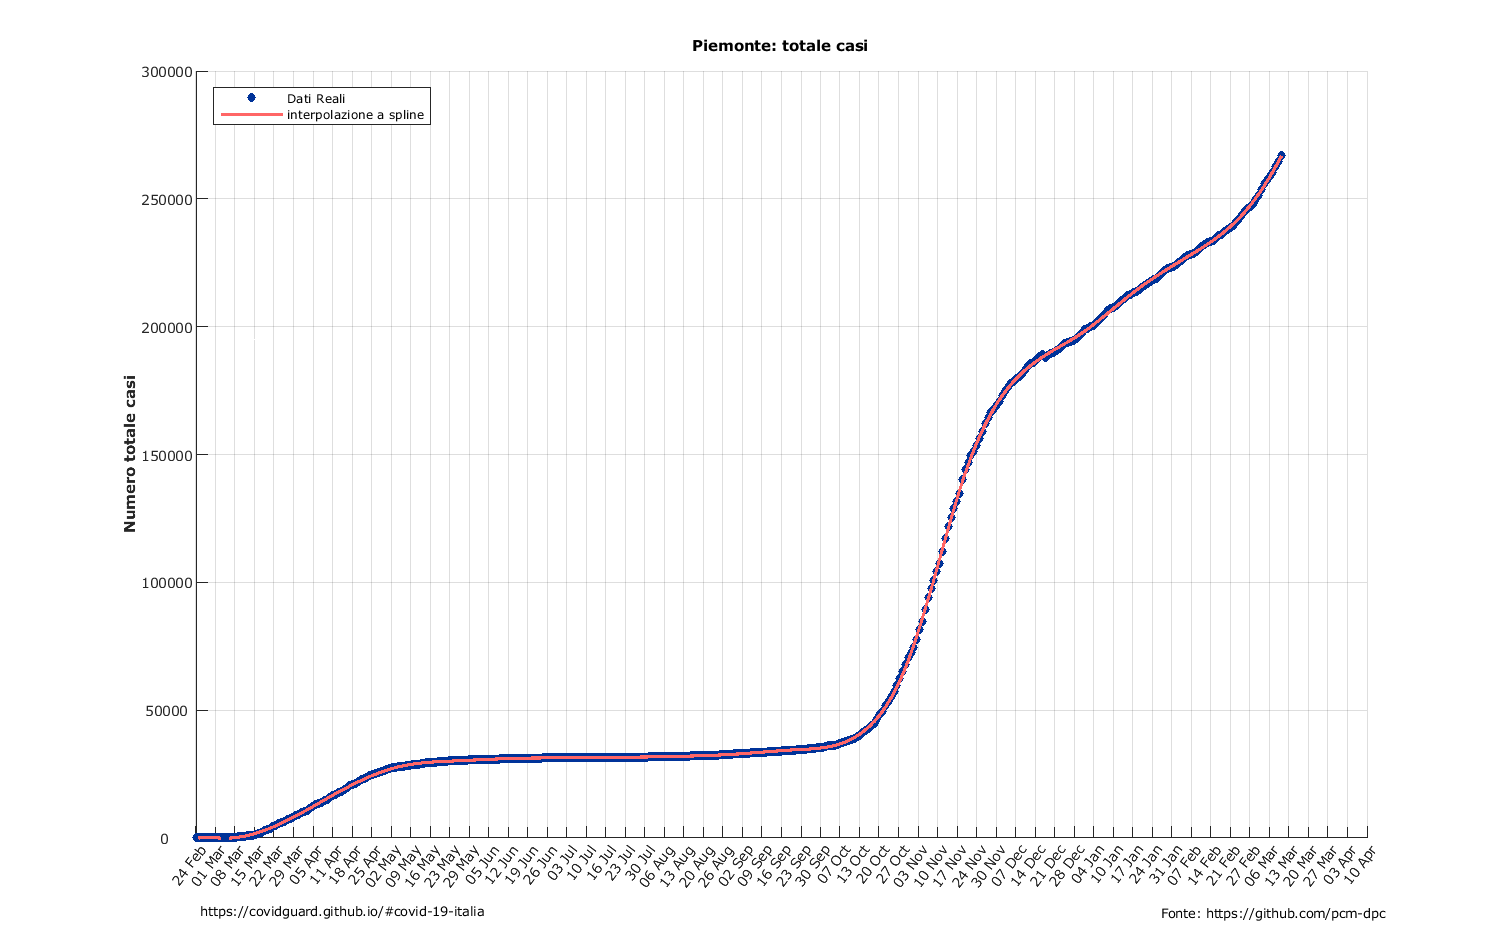 Piemonte: totale casi
300000
250000
200000
150000
100000
50000
0
Dati Reali
interpolazione a spline
Numero totale casi
24 Feb
01 Mar
08 Mar
15 Mar
22 Mar
29 Mar
05 Apr
11 Apr
18 Apr
25 Apr
02 May
09 May
16 May
23 May
29 May
05 Jun
12 Jun
19 Jun
26 Jun
03 Jul
10 Jul
16 Jul
23 Jul
30 Jul
06 Aug
13 Aug
20 Aug
26 Aug
02 Sep
09 Sep
16 Sep
23 Sep
30 Sep
07 Oct
13 Oct
20 Oct
27 Oct
03 Nov
10 Nov
17 Nov
24 Nov
30 Nov
07 Dec
14 Dec
21 Dec
28 Dec
04 Jan
10 Jan
17 Jan
24 Jan
31 Jan
07 Feb
14 Feb
21 Feb
27 Feb
06 Mar
13 Mar
20 Mar
27 Mar
03 Apr
10 Apr
https://covidguard.github.io/#covid-19-italia
Fonte: https://github.com/pcm-dpc